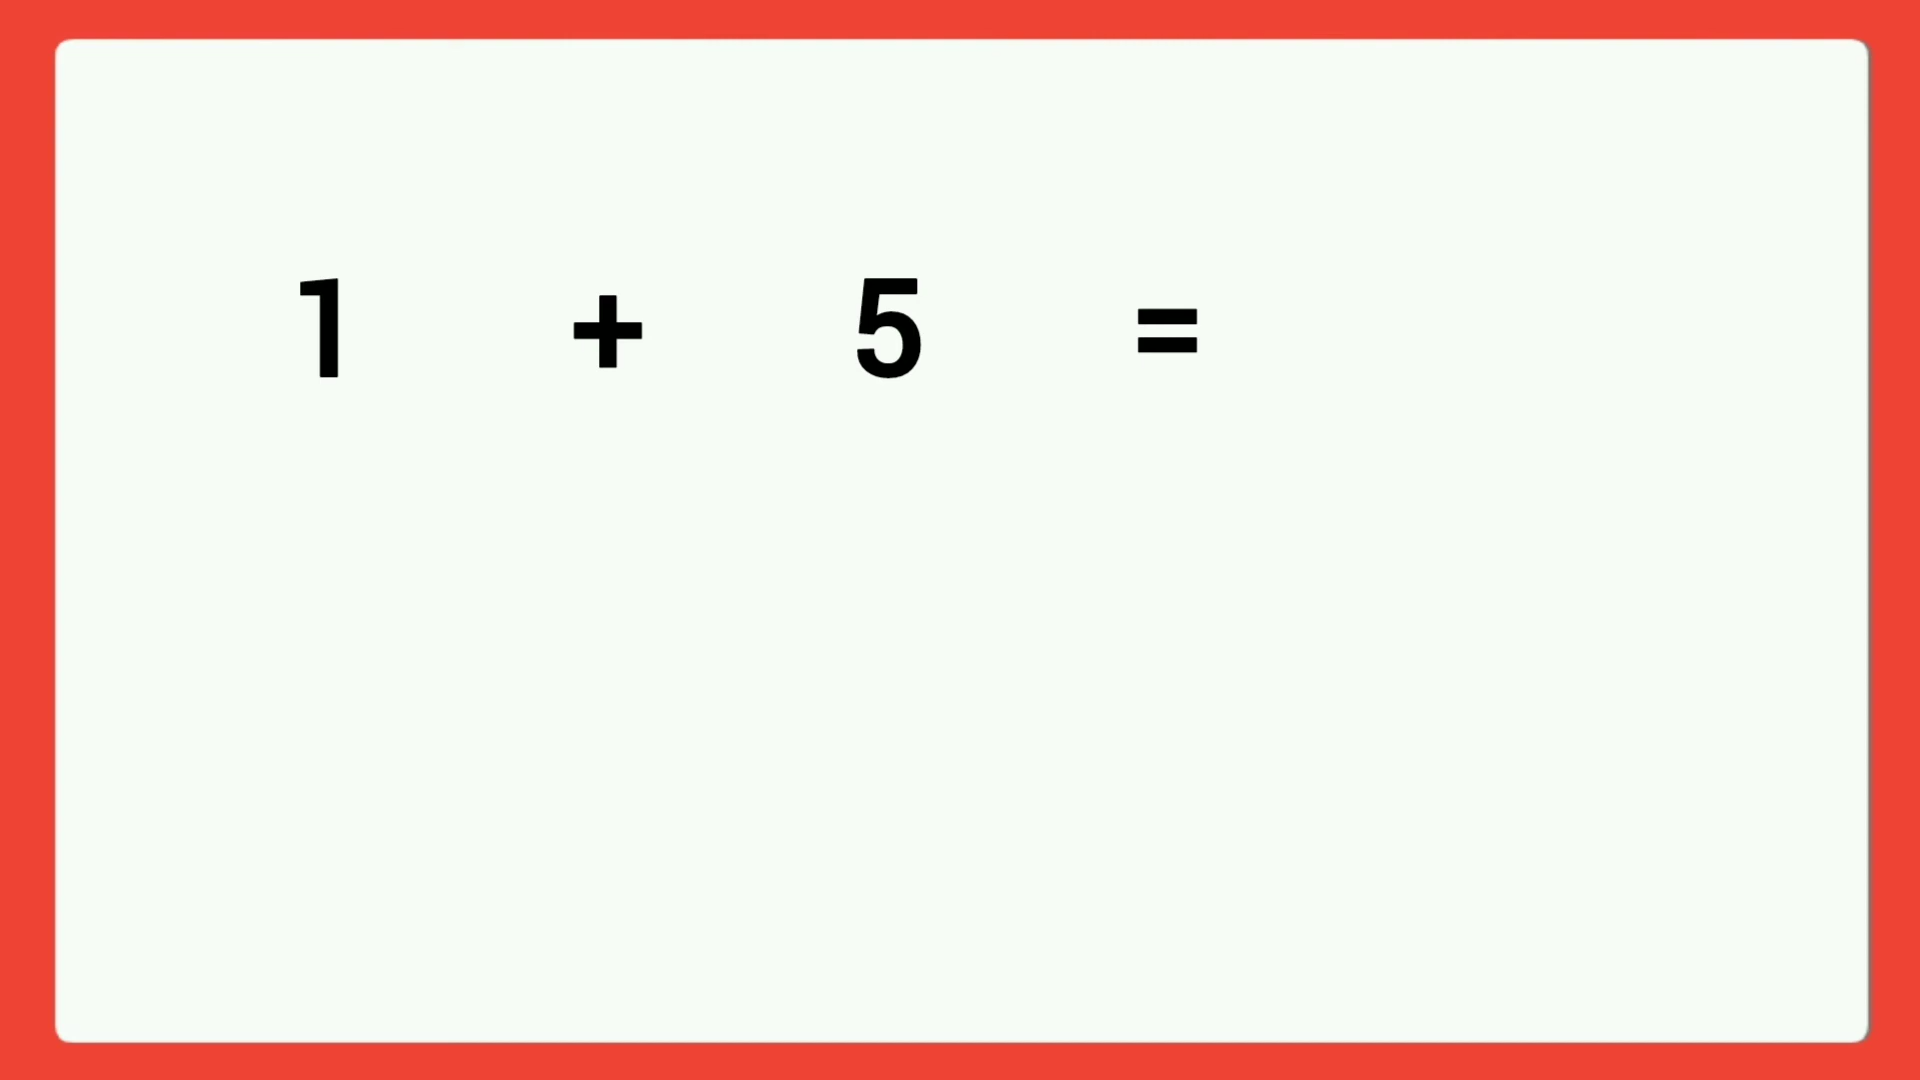 1 + 5 =